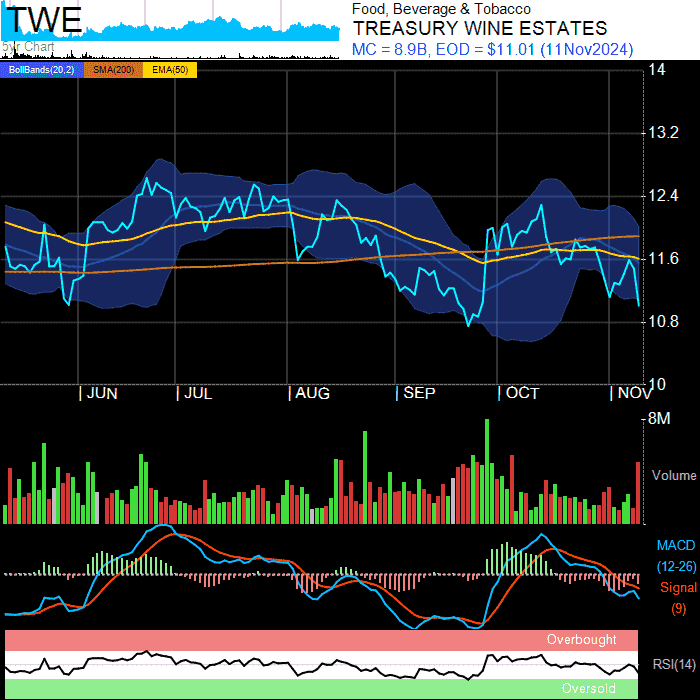 TWE
5yr Chart
Food, Beverage & Tobacco
TREASURY WINE ESTATES
MC = 8.9B, EOD = $11.01 (11Nov2024)
BollBands(20,2) SMA(200) EMA(50)
14
13.2
12.4
11.6
10.8
10
JUN JUL AUG SEP OCT NOV
8M
Volume
MACD
(12-26)
Signal
(9)
Overbought
RSI(14)
Oversold